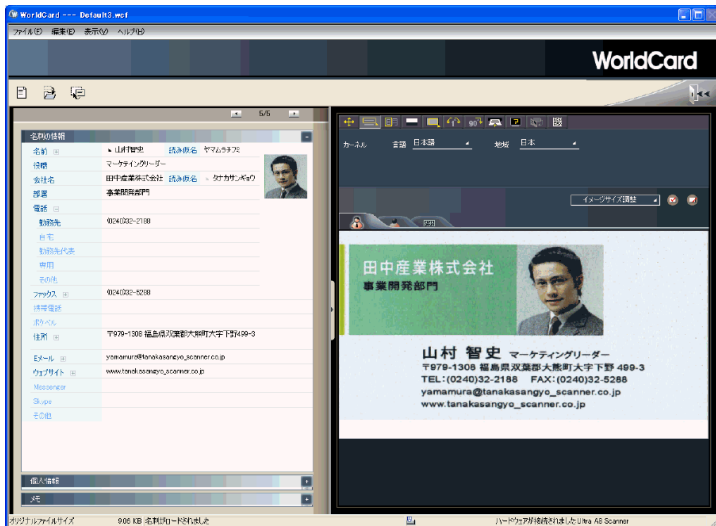 WorldCard --- Default3.wcf
ファイル(F) 編集(E) 表示(V) ヘルプ(H)
WorldCard
5/5
名刺の情報
名前 山村智史 読み仮名 ヤマムラチフミ
役職 マーケティングリーダー
会社名 田中産業株式会社 読み仮名 タナカサンギョウ
部署 事業開発部門
電話
勤務先 (0240)32-2188
自宅
勤務先代表
専用
その他
ファックス (0240)332-5288
携帯電話
ポケベル
住所 〒979-1308 福島県双葉郡大熊町大字下野499-3
Eメール yamamura@tanakasangyo_scanner.co.jp
ウェブサイト www.tanakasangyo_scanner.co.jp
Messenger
Skype
その他
個人情報
メモ
カーネル 言語 日本語 地域 日本
イメージサイズ調整
田中産業株式会社
事業開発部門
山村 智史 マーケティングリーダー
〒979-1308 福島県双葉郡大熊町大字下野 499-3
TEL:(0240)32-2188 FAX:(0240)32-5288
yamamura@tanakasangyo_scanner.co.jp
www.tanakasangyo_scanner.co.jp
オリジナルファイルサイズ 906 KB 名刺がロードされました
ハードウェアが接続されました Ultra A8 Scanner